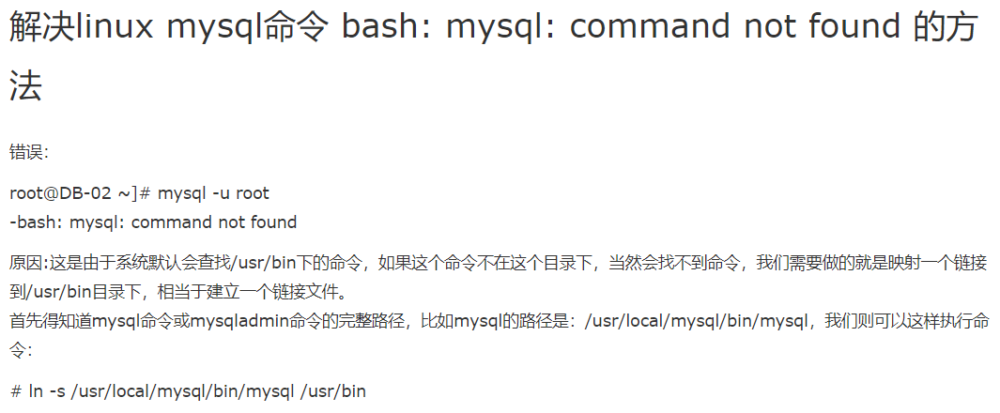 解决linux mysql命令 bash: mysql: command not found 的方
法
错误：
root@DB-02 ~]# mysql -u root
-bash: mysql: command not found
原因:这是由于系统默认会查找/usr/bin下的命令，如果这个命令不在这个目录下，当然会找不到命令，我们需要做的就是映射一个链接
到/usr/bin目录下，相当于建立一个链接文件。
首先得知道mysql命令或mysqladmin命令的完整路径，比如mysql的路径是：/usr/local/mysql/bin/mysql，我们则可以这样执行命
令：
# ln -s /usr/local/mysql/bin/mysql /usr/bin